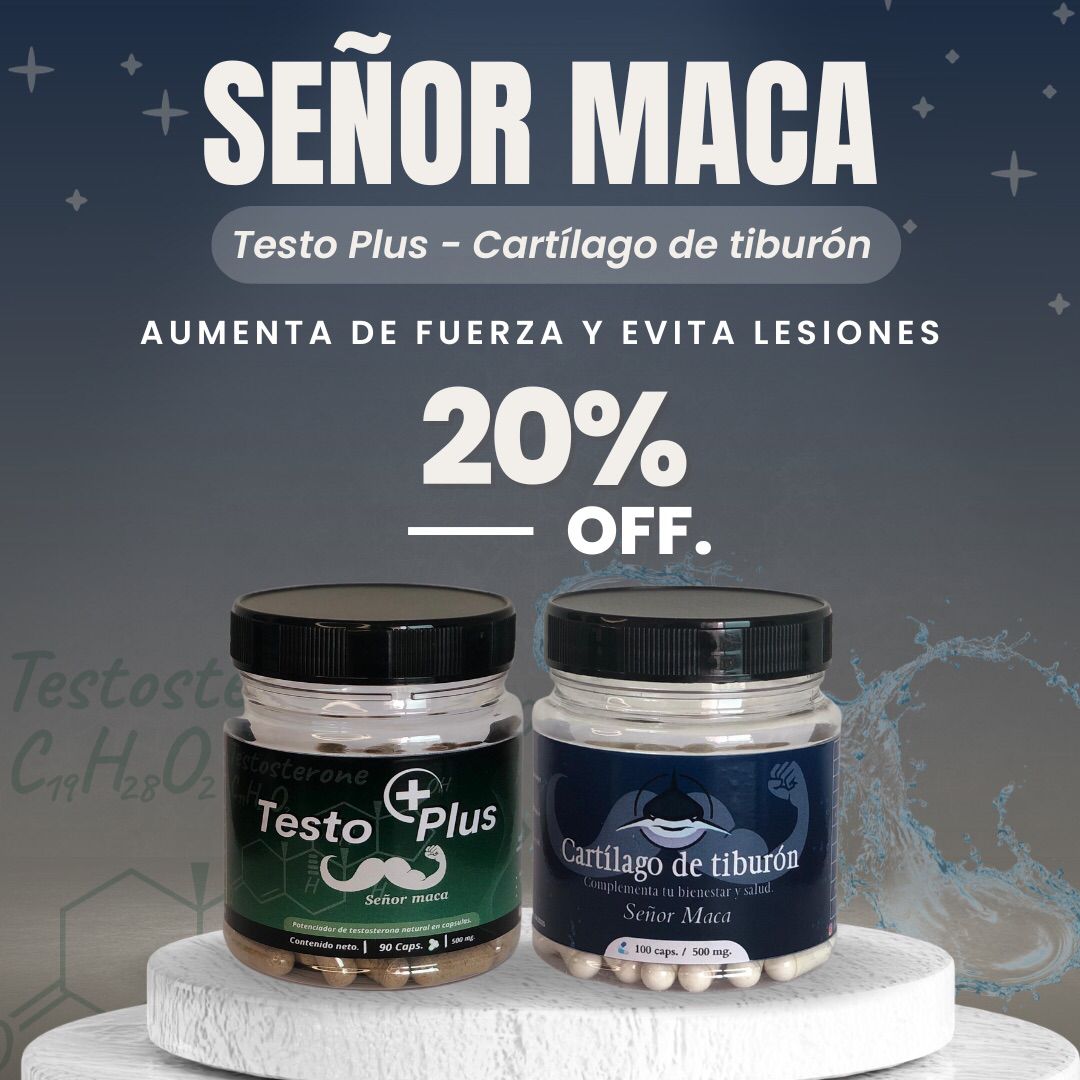 SEÑOR MACA
Testo Plus - Cartílago de tiburón
AUMENTA DE FUERZA Y EVITA LESIONES
20%
OFF.
Testoste
C19H28O2
testosterone
OH
Testo Plus
Señor maca
Potenciador de testosterona natural en capsulas.
Contenido neto. | 90 Caps. | 500 mg.
Cartílago de tiburón
Complementa tu bienestar y salud.
Señor Maca
100 caps. / 500 mg.